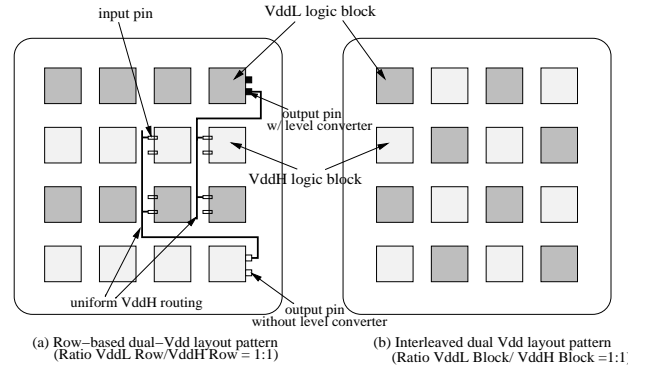 input pin
VddL logic block
output pin
w/ level converter
VddH logic block
uniform VddH routing
output pin
without level converter
(a) Row−based dual−Vdd layout pattern
(Ratio VddL Row/VddH Row = 1:1)
(b) Interleaved dual Vdd layout pattern
(Ratio VddL Block/ VddH Block =1:1)